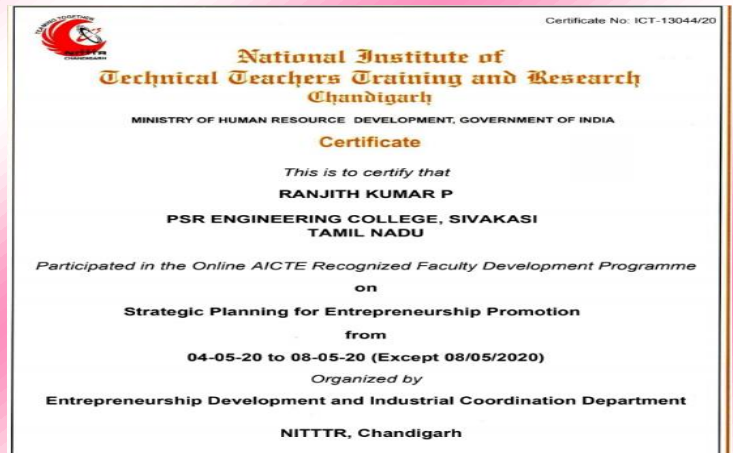 Certificate No: ICT-13044/20
NITTTR
CHANDIGARH
National Institute of
Technical Teachers Training and Research
Chandigarh
MINISTRY OF HUMAN RESOURCE DEVELOPMENT, GOVERNMENT OF INDIA
Certificate
This is to certify that
RANJITH KUMAR P
PSR ENGINEERING COLLEGE, SIVAKASI
TAMIL NADU
Participated in the Online AICTE Recognized Faculty Development Programme
on
Strategic Planning for Entrepreneurship Promotion
from
04-05-20 to 08-05-20 (Except 08/05/2020)
Organized by
Entrepreneurship Development and Industrial Coordination Department
NITTTR, Chandigarh